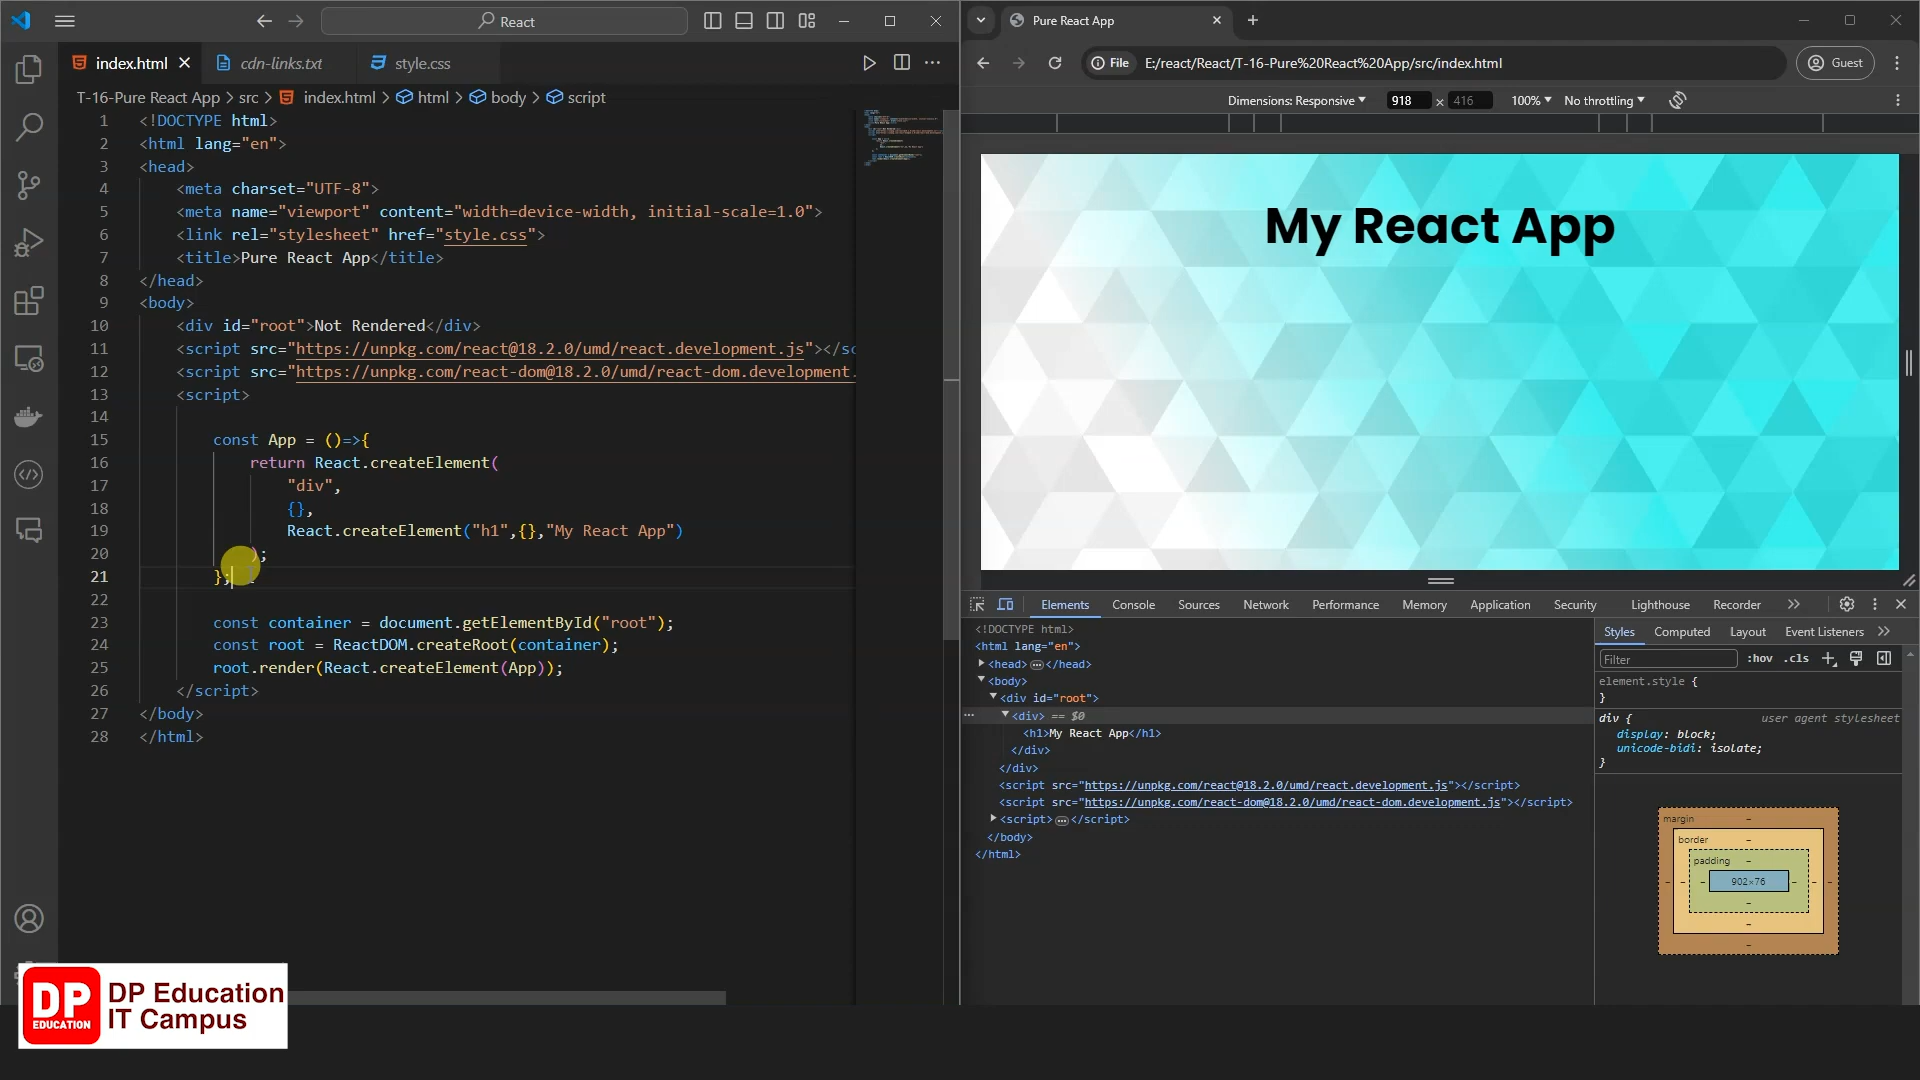 React
index.html
cdn-links.txt
style.css
T-16-Pure React App > src > index.html > html > body > script
1 <!DOCTYPE html>
2 <html lang="en">
3 <head>
4 <meta charset="UTF-8">
5 <meta name="viewport" content="width=device-width, initial-scale=1.0">
6 <link rel="stylesheet" href="style.css">
7 <title>Pure React App</title>
8 </head>
9 <body>
10 <div id="root">Not Rendered</div>
11 <script src="https://unpkg.com/react@18.2.0/umd/react.development.js"></sc
12 <script src="https://unpkg.com/react-dom@18.2.0/umd/react-dom.development.
13 <script>
14
15 const App = ()=>{
16 return React.createElement(
17 "div",
18 {},
19 React.createElement("h1",{},"My React App")
20 );
21 };
22
23 const container = document.getElementById("root");
24 const root = ReactDOM.createRoot(container);
25 root.render(React.createElement(App));
26 </script>
27 </body>
28 </html>
DP EDUCATION
DP Education
IT Campus
Pure React App
File
E:/react/React/T-16-Pure%20React%20App/src/index.html
Guest
Dimensions: Responsive 918 × 416 100% No throttling
My React App
Elements Console Sources Network Performance Memory Application Security Lighthouse Recorder
<!DOCTYPE html>
<html lang="en">
<head> … </head>
<body>
<div id="root">
<div> == $0
<h1>My React App</h1>
</div>
</div>
<script src="https://unpkg.com/react@18.2.0/umd/react.development.js"></script>
<script src="https://unpkg.com/react-dom@18.2.0/umd/react-dom.development.js"></script>
<script> … </script>
</body>
</html>
Styles Computed Layout Event Listeners
Filter :hov .cls
element.style {
}
div { user agent stylesheet
display: block;
unicode-bidi: isolate;
}
margin -
border -
padding -
- - - 902×76 - - -
-
-
-